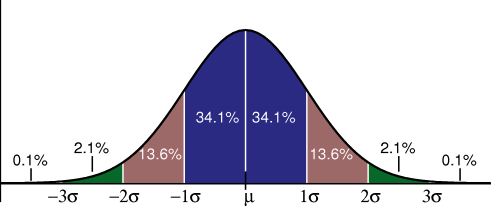 34.1% 34.1%
2.1% 2.1%
0.1% 13.6% 13.6% 0.1%
−3σ −2σ −1σ μ 1σ 2σ 3σ